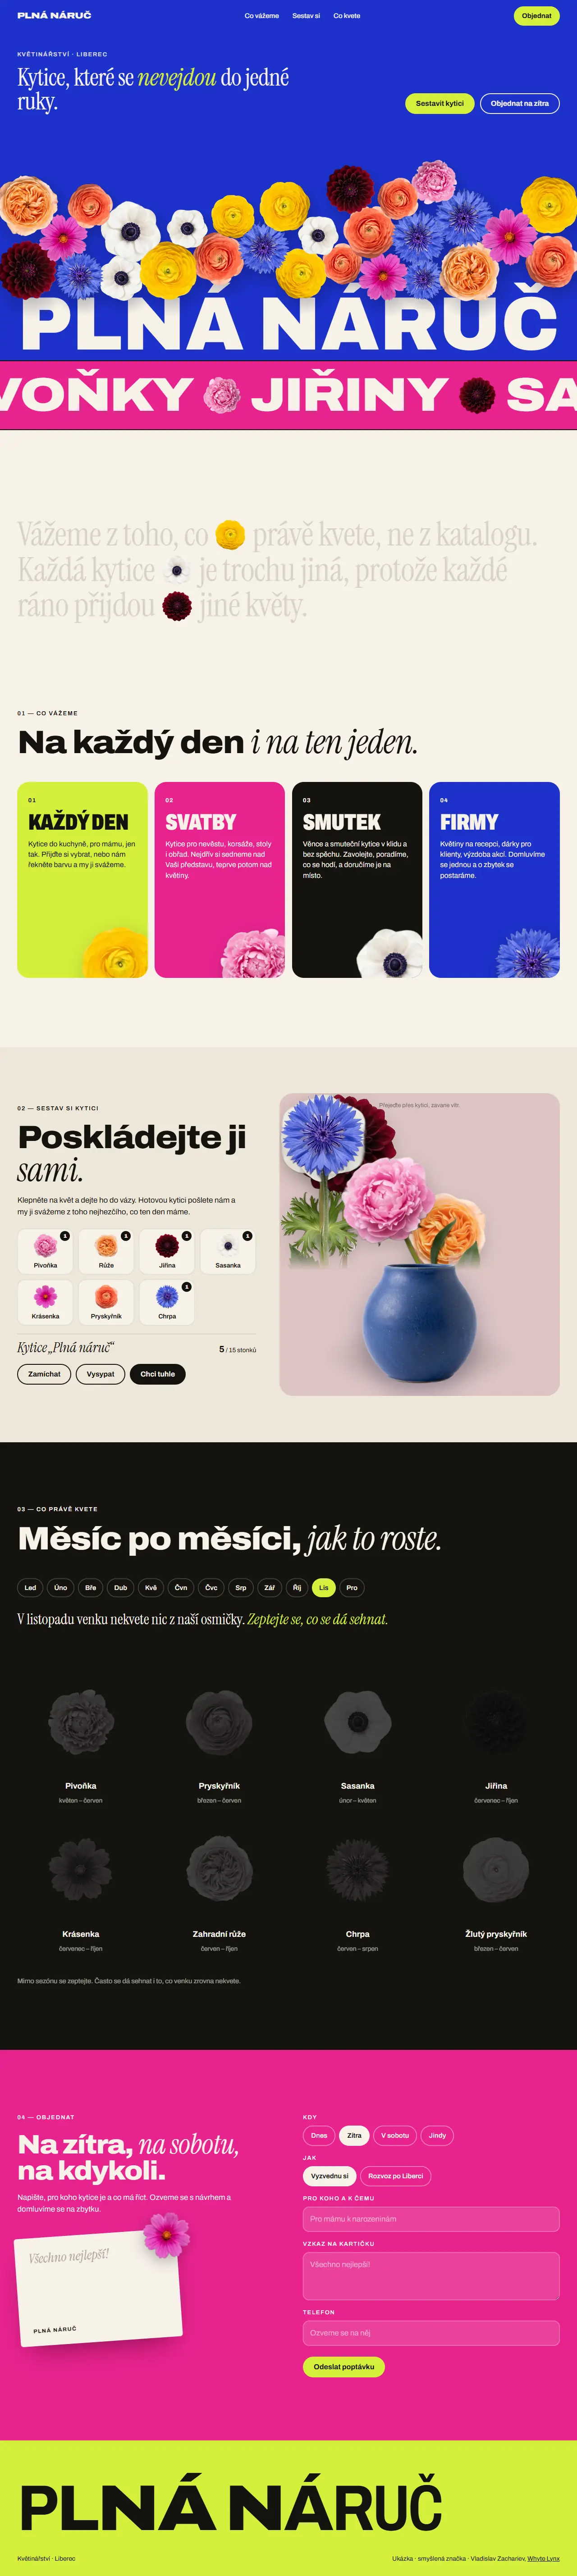 PLNÁ NÁRUČ
Co vážeme
Sestav si
Co kvete
Objednat
KVĚTINÁŘSTVÍ · LIBEREC
Kytice, které se nevejdou do jedné
ruky.
Sestavit kytici
Objednat na zítra
PLNÁ NÁRUČ
VOŇKY JIŘINY SA
Vážeme z toho, co právě kvete, ne z katalogu.
Každá kytice je trochu jiná, protože každé
ráno přijdou jiné květy.
01 — CO VÁŽEME
Na každý den i na ten jeden.
01
KAŽDÝ DEN
Kytice do kuchyně, pro mámu, jen
tak. Přijďte si vybrat, nebo nám
řekněte barvu a my ji svážeme.
02
SVATBY
Kytice pro nevěstu, korsáže, stoly
i obřad. Nejdřív si sedneme nad
Vaší představu, teprve potom nad
květiny.
03
SMUTEK
Věnce a smuteční kytice v klidu a
bez spěchu. Zavolejte, poradíme,
co se hodí, a doručíme je na
místo.
04
FIRMY
Květiny na recepci, dárky pro
klienty, výzdoba akcí. Domluvíme
se jednou a o zbytek se
postaráme.
02 — SESTAV SI KYTICI
Poskládejte ji
sami.
Klepněte na květ a dejte ho do vázy. Hotovou kytici pošlete nám a
my ji svážeme z toho nejhezčího, co ten den máme.
1
Pivoňka
1
Růže
1
Jiřina
1
Sasanka
Krásenka
Pryskyřník
1
Chrpa
Kytice „Plná náruč“
5 / 15 stonků
Zamíchat
Vysypat
Chci tuhle
Přejeďte přes kytici, zavane vítr.
03 — CO PRÁVĚ KVETE
Měsíc po měsíci, jak to roste.
Led
Úno
Bře
Dub
Kvě
Čvn
Čvc
Srp
Zář
Říj
Lis
Pro
V listopadu venku nekvete nic z naší osmičky. Zeptejte se, co se dá sehnat.
Pivoňka
květen – červen
Pryskyřník
březen – červen
Sasanka
únor – květen
Jiřina
červenec – říjen
Krásenka
červenec – říjen
Zahradní růže
červen – říjen
Chrpa
červen – srpen
Žlutý pryskyřník
březen – červen
Mimo sezónu se zeptejte. Často se dá sehnat i to, co venku zrovna nekvete.
04 — OBJEDNAT
Na zítra, na sobotu,
na kdykoli.
Napište, pro koho kytice je a co má říct. Ozveme se s návrhem a
domluvíme se na zbytku.
Všechno nejlepší!
PLNÁ NÁRUČ
KDY
Dnes
Zítra
V sobotu
Jindy
JAK
Vyzvednu si
Rozvoz po Liberci
PRO KOHO A K ČEMU
Pro mámu k narozeninám
VZKAZ NA KARTIČKU
Všechno nejlepší!
TELEFON
Ozveme se na něj
Odeslat poptávku
PLNÁ NÁRUČ
Květinářství · Liberec
Ukázka · smyšlená značka · Vladislav Zachariev, Whyte Lynx